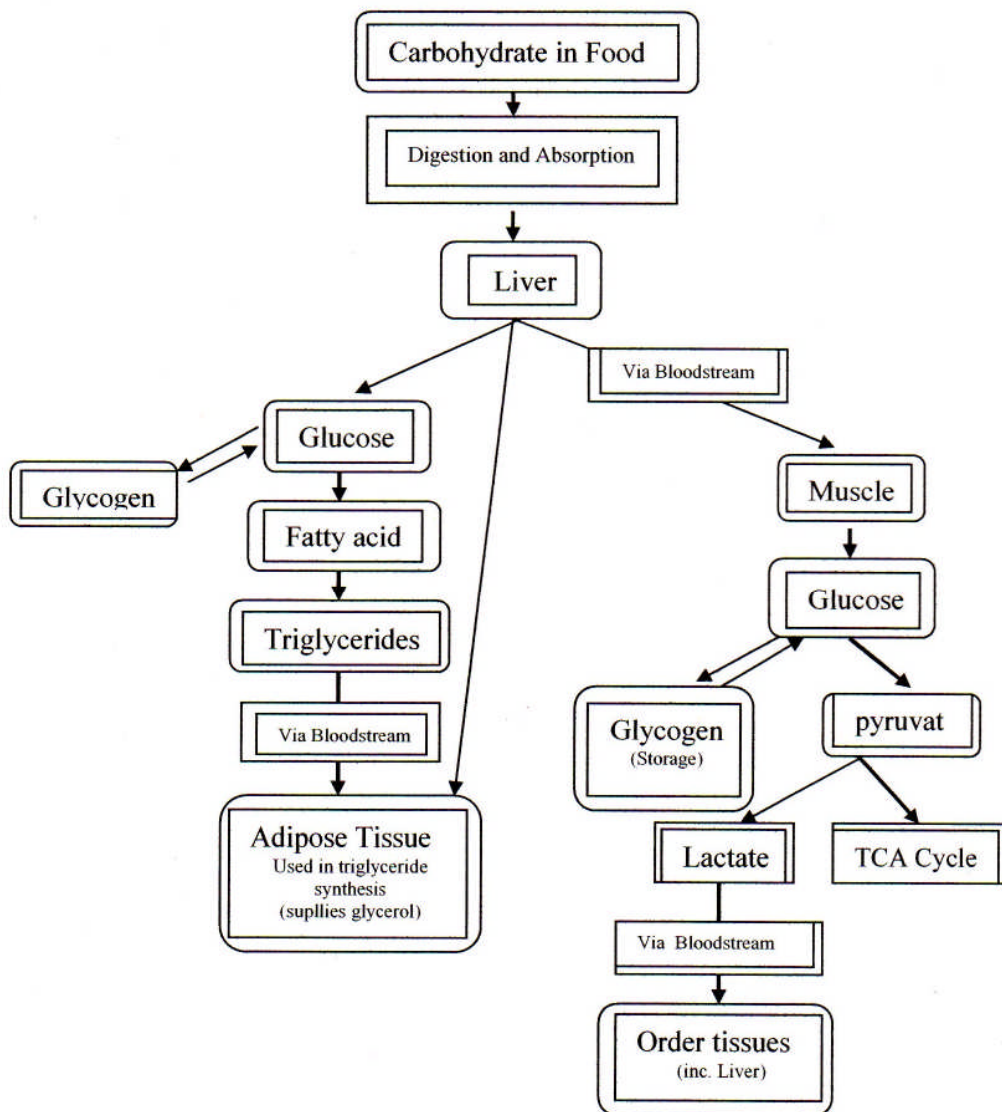 Carbohydrate in Food
Digestion and Absorption
Liver
Via Bloodstream
Glucose
Glycogen
Fatty acid
Triglycerides
Via Bloodstream
Adipose Tissue
Used in triglyceride
synthesis
(supllies glycerol)
Muscle
Glucose
Glycogen
(Storage)
pyruvat
Lactate
TCA Cycle
Via Bloodstream
Order tissues
(inc. Liver)